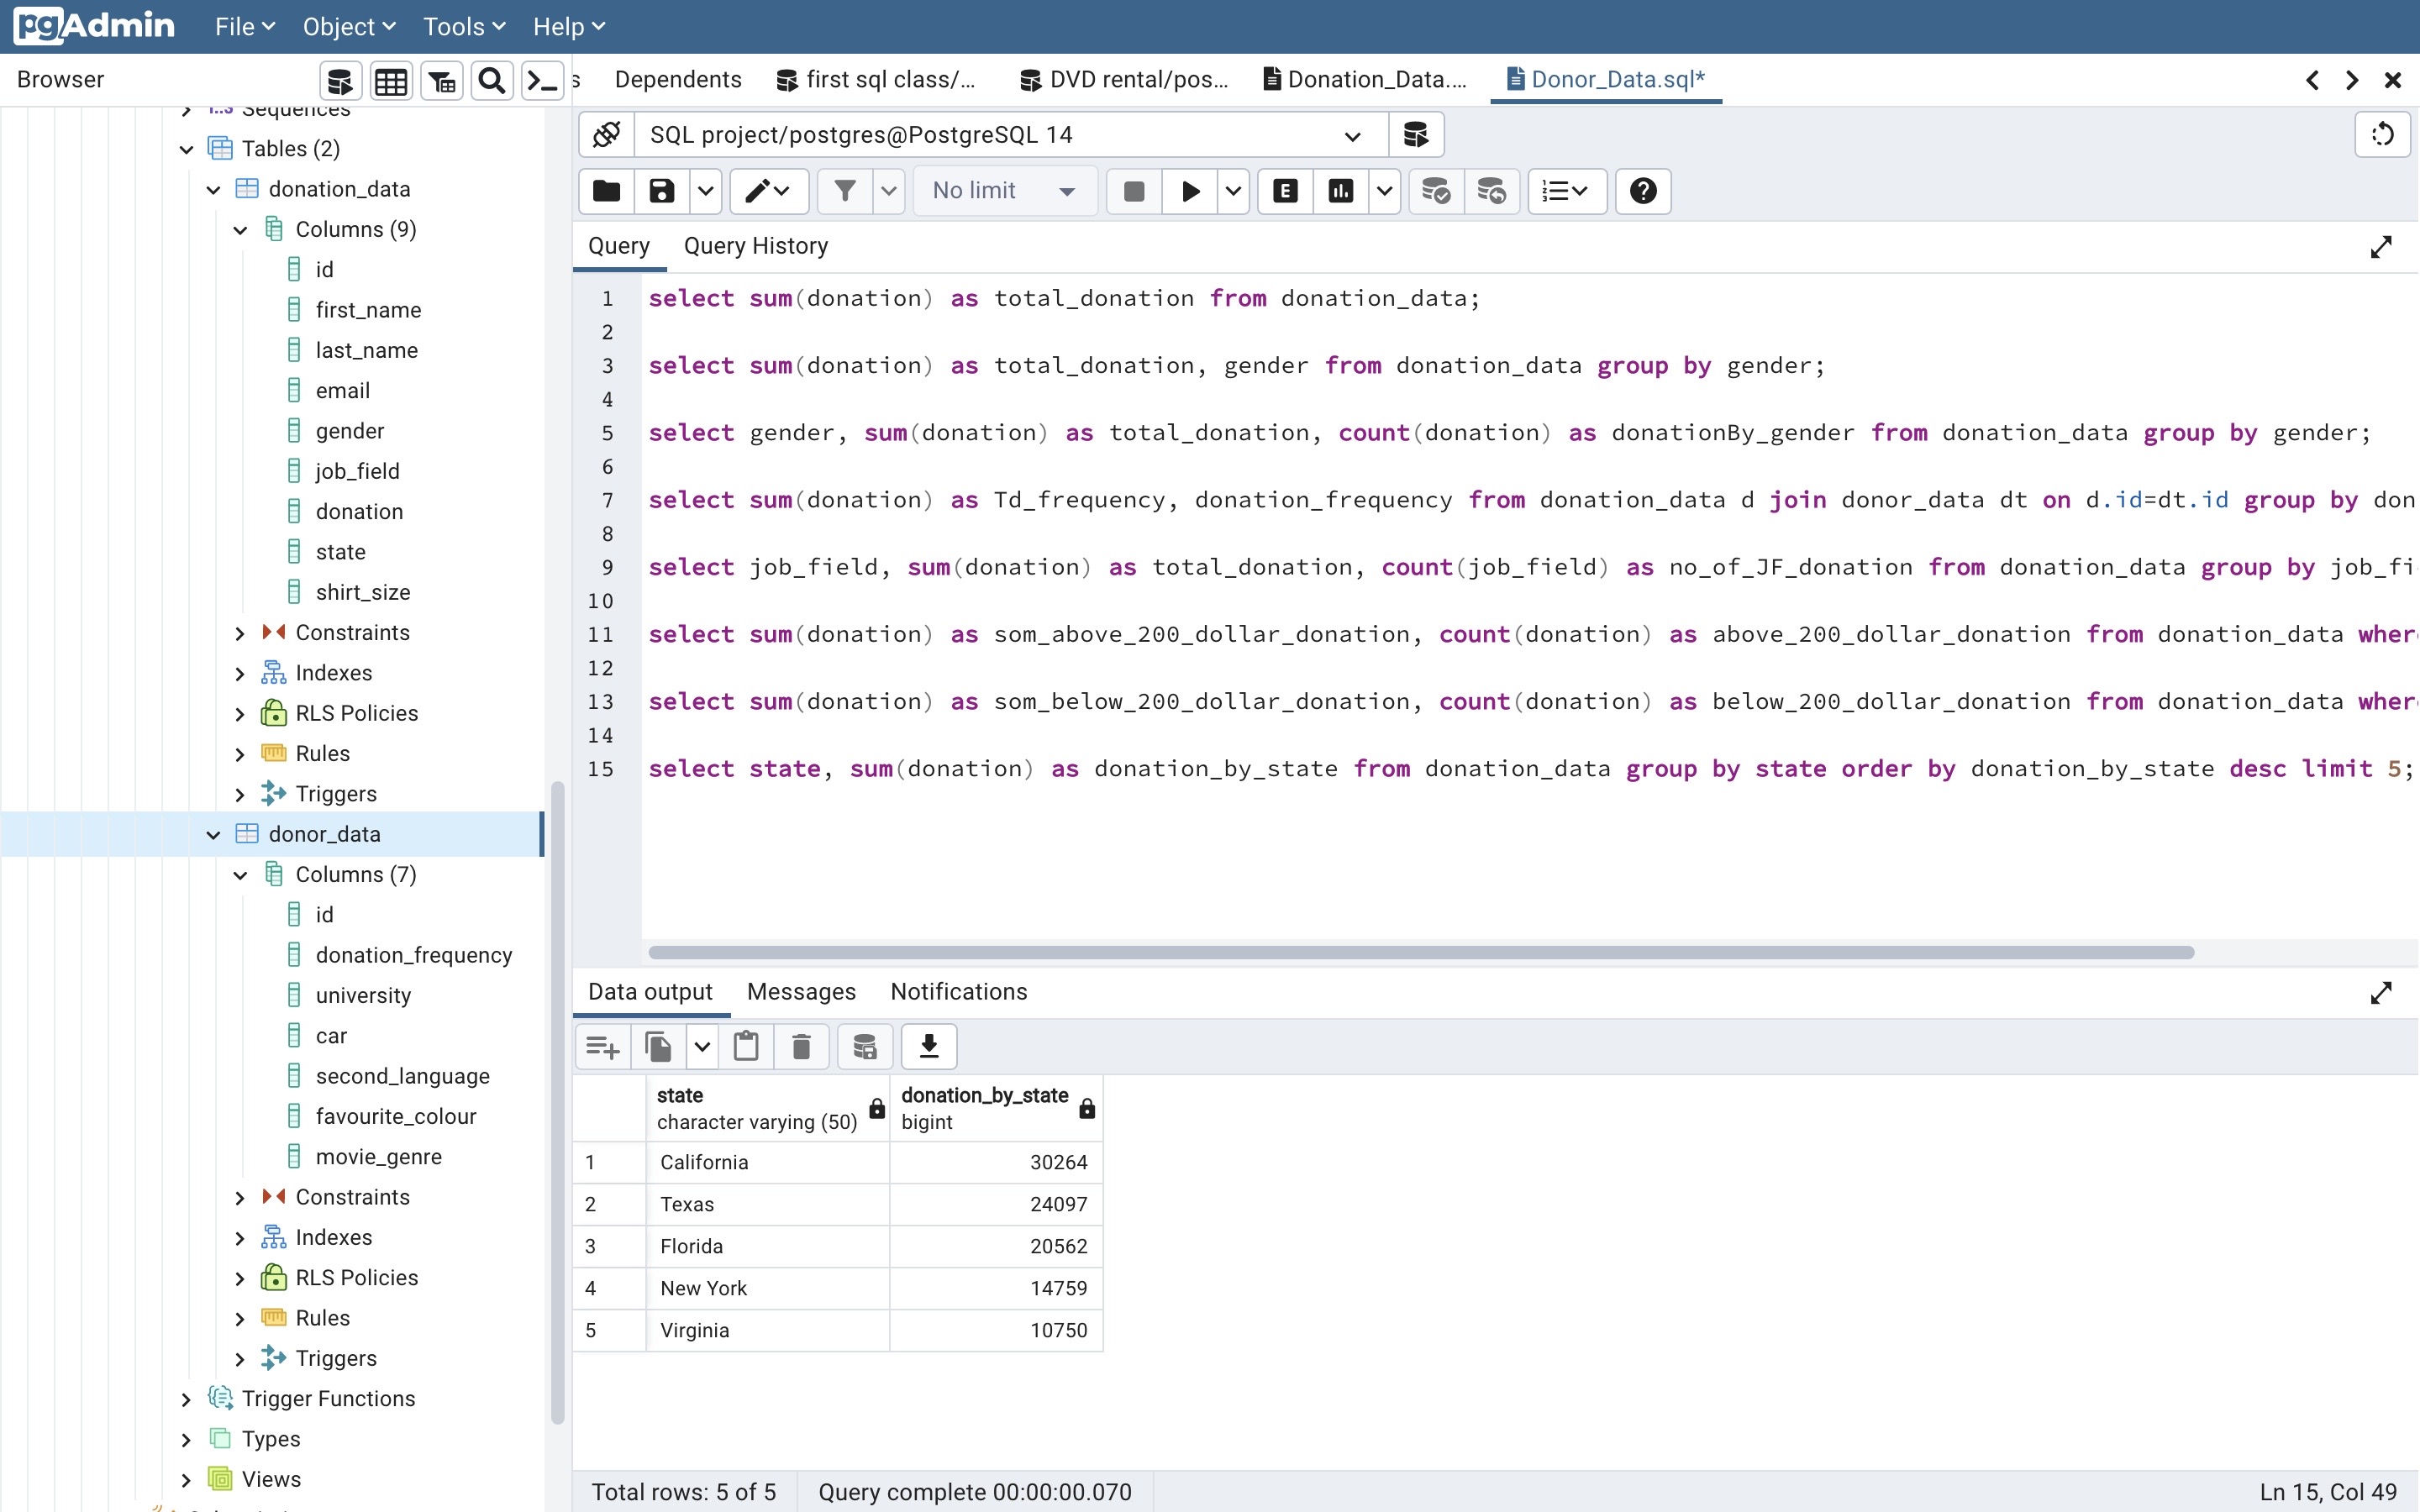 pgAdmin File Object Tools Help
Browser
s Dependents first sql class/... DVD rental/pos... Donation_Data.... Donor_Data.sql*
Sequences
Tables (2)
donation_data
Columns (9)
id
first_name
last_name
email
gender
job_field
donation
state
shirt_size
Constraints
Indexes
RLS Policies
Rules
Triggers
donor_data
Columns (7)
id
donation_frequency
university
car
second_language
favourite_colour
movie_genre
Constraints
Indexes
RLS Policies
Rules
Triggers
Trigger Functions
Types
Views
SQL project/postgres@PostgreSQL 14
No limit
E
Query Query History
1 select sum(donation) as total_donation from donation_data;
2
3 select sum(donation) as total_donation, gender from donation_data group by gender;
4
5 select gender, sum(donation) as total_donation, count(donation) as donationBy_gender from donation_data group by gender;
6
7 select sum(donation) as Td_frequency, donation_frequency from donation_data d join donor_data dt on d.id=dt.id group by don
8
9 select job_field, sum(donation) as total_donation, count(job_field) as no_of_JF_donation from donation_data group by job_fi
10
11 select sum(donation) as som_above_200_dollar_donation, count(donation) as above_200_dollar_donation from donation_data wher
12
13 select sum(donation) as som_below_200_dollar_donation, count(donation) as below_200_dollar_donation from donation_data wher
14
15 select state, sum(donation) as donation_by_state from donation_data group by state order by donation_by_state desc limit 5;
Data output Messages Notifications
state donation_by_state
character varying (50) bigint
1 California 30264
2 Texas 24097
3 Florida 20562
4 New York 14759
5 Virginia 10750
Total rows: 5 of 5 Query complete 00:00:00.070 Ln 15, Col 49